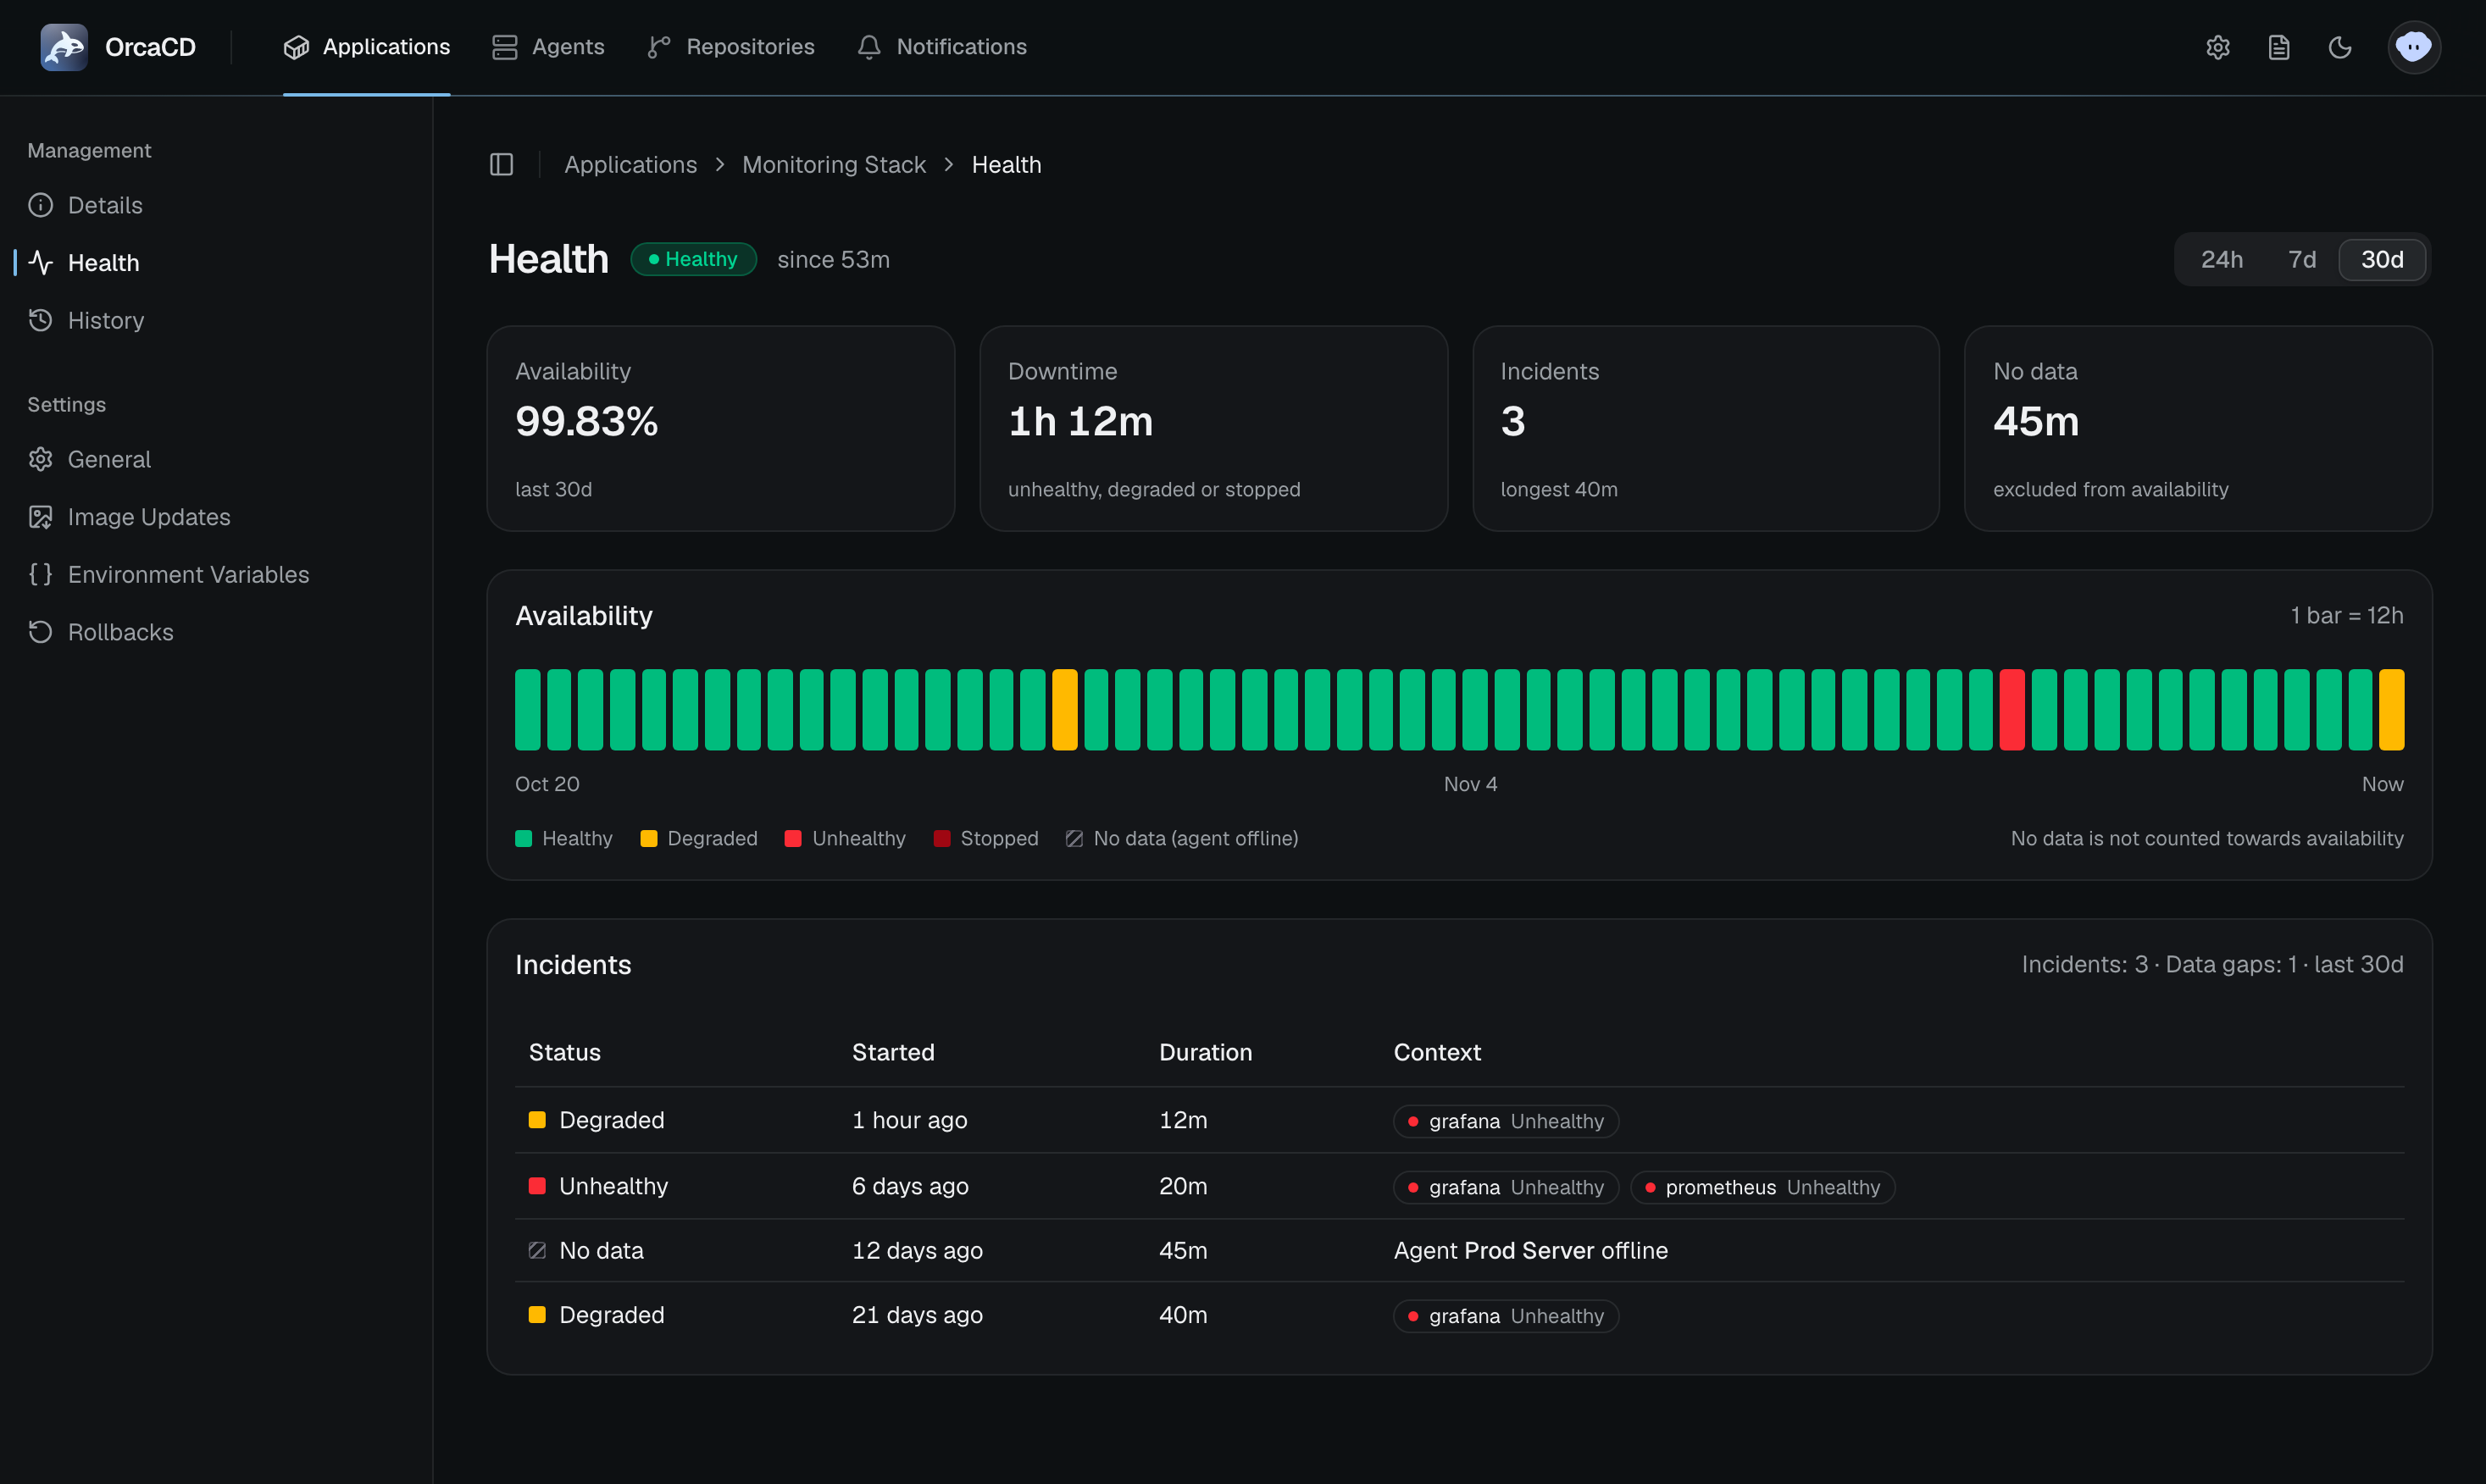 OrcaCD
Applications
Agents
Repositories
Notifications
Management
Details
Health
History
Settings
General
Image Updates
Environment Variables
Rollbacks
Applications > Monitoring Stack > Health
Health
Healthy
since 53m
24h
7d
30d
Availability
99.83%
last 30d
Downtime
1h 12m
unhealthy, degraded or stopped
Incidents
3
longest 40m
No data
45m
excluded from availability
Availability
1 bar = 12h
Oct 20
Nov 4
Now
Healthy
Degraded
Unhealthy
Stopped
No data (agent offline)
No data is not counted towards availability
Incidents
Incidents: 3 · Data gaps: 1 · last 30d
Status Started Duration Context
Degraded 1 hour ago 12m grafana Unhealthy
Unhealthy 6 days ago 20m grafana Unhealthy prometheus Unhealthy
No data 12 days ago 45m Agent Prod Server offline
Degraded 21 days ago 40m grafana Unhealthy